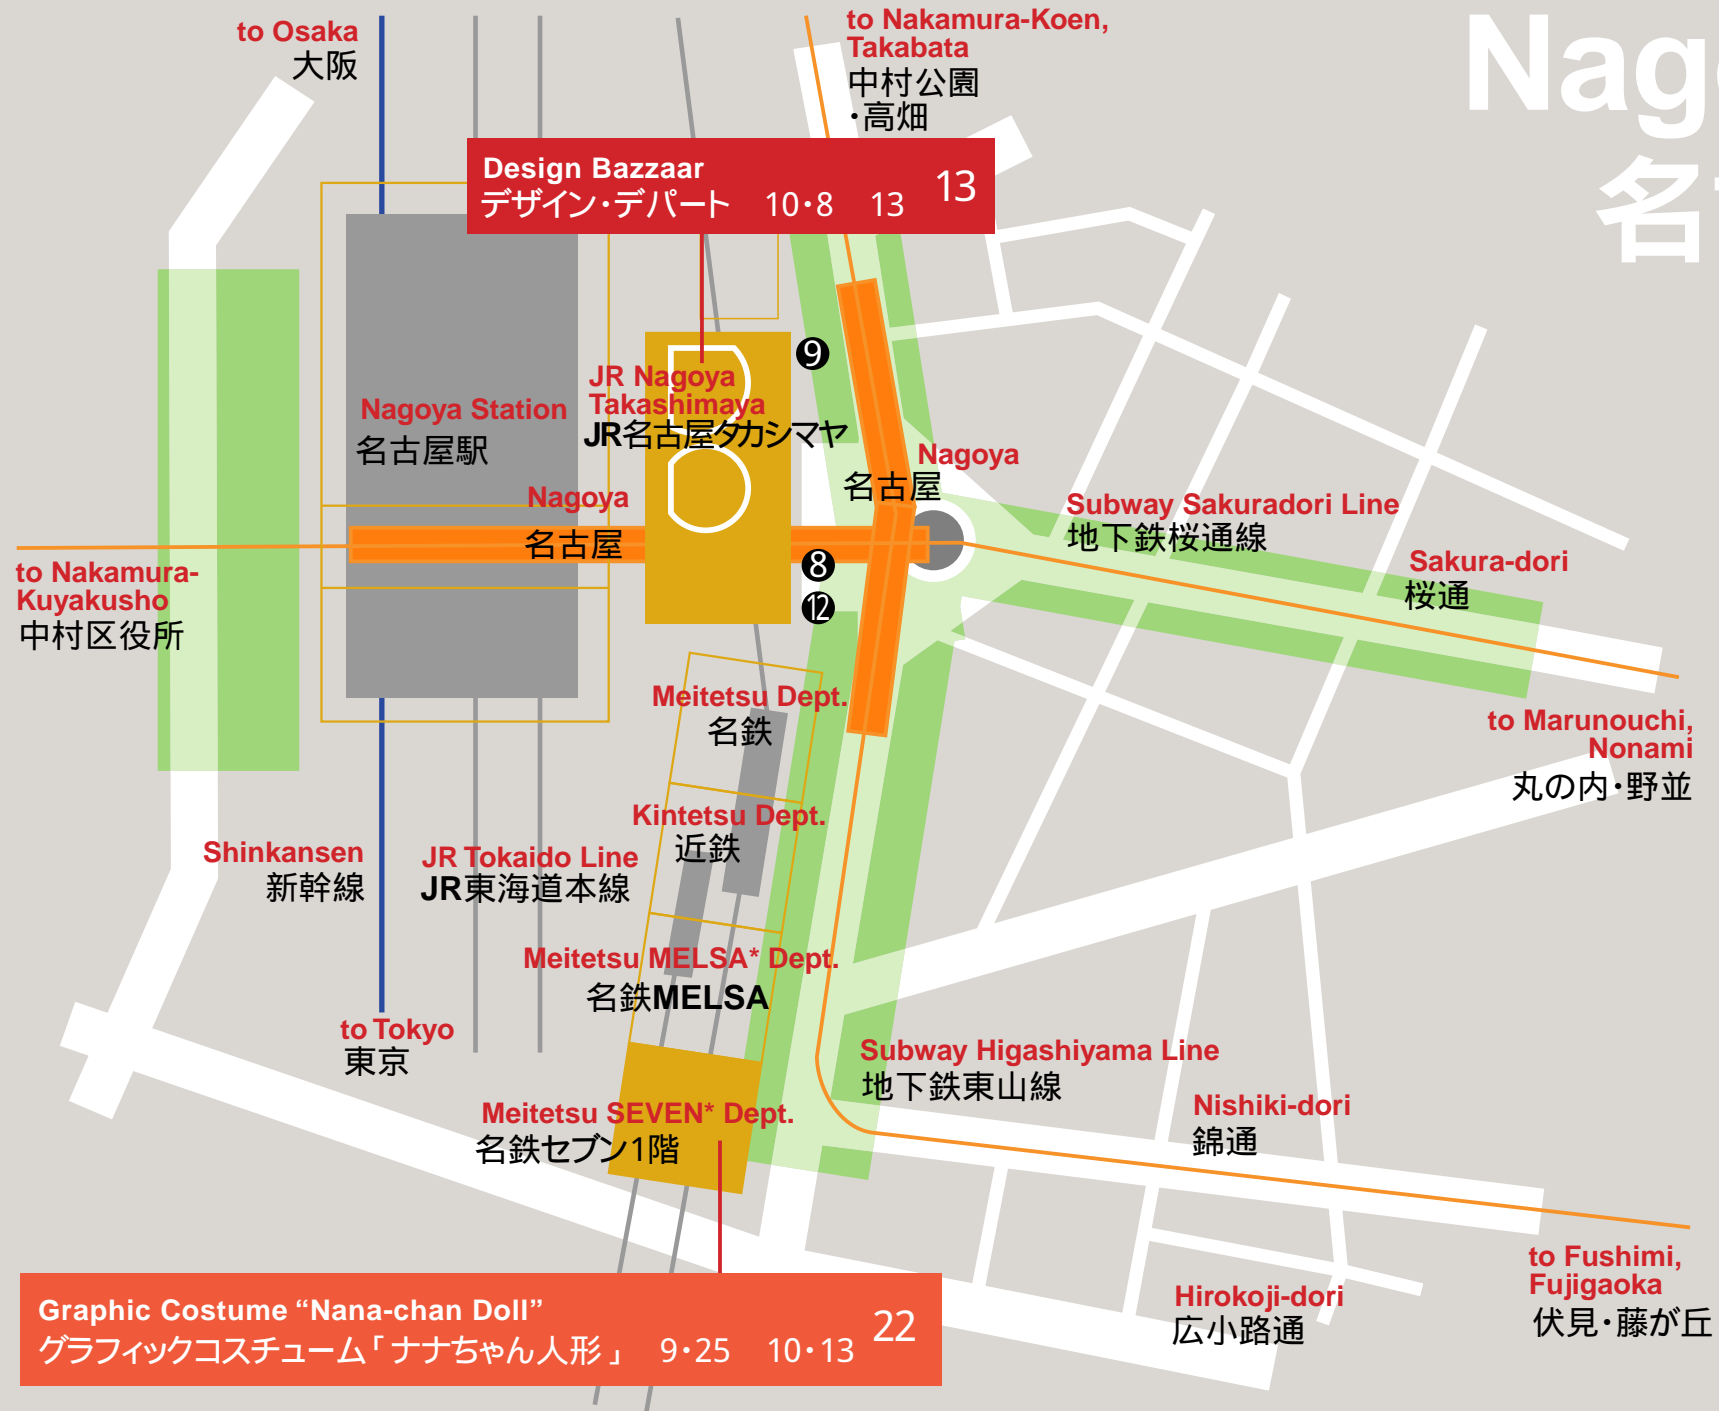 to Osaka
大阪
to Nakamura-Koen,
Takabata
中村公園
・高畑
Nag
名
Design Bazzaar
デザイン・デパート 10・8 13 13
9
JR Nagoya
Takashimaya
JR名古屋タカシマヤ
Nagoya Station
名古屋駅
Nagoya
名古屋
Nagoya
名古屋
Subway Sakuradori Line
地下鉄桜通線
Sakura-dori
桜通
8
12
to Nakamura-
Kuyakusho
中村区役所
Meitetsu Dept.
名鉄
to Marunouchi,
Nonami
丸の内・野並
Kintetsu Dept.
近鉄
Shinkansen
新幹線
JR Tokaido Line
JR東海道本線
Meitetsu MELSA* Dept.
名鉄MELSA
to Tokyo
東京
Subway Higashiyama Line
地下鉄東山線
Meitetsu SEVEN* Dept.
名鉄セブン1階
Nishiki-dori
錦通
to Fushimi,
Fujigaoka
伏見・藤が丘
Hirokoji-dori
広小路通
Graphic Costume “Nana-chan Doll”
グラフィックコスチューム「ナナちゃん人形」 9・25 10・13 22